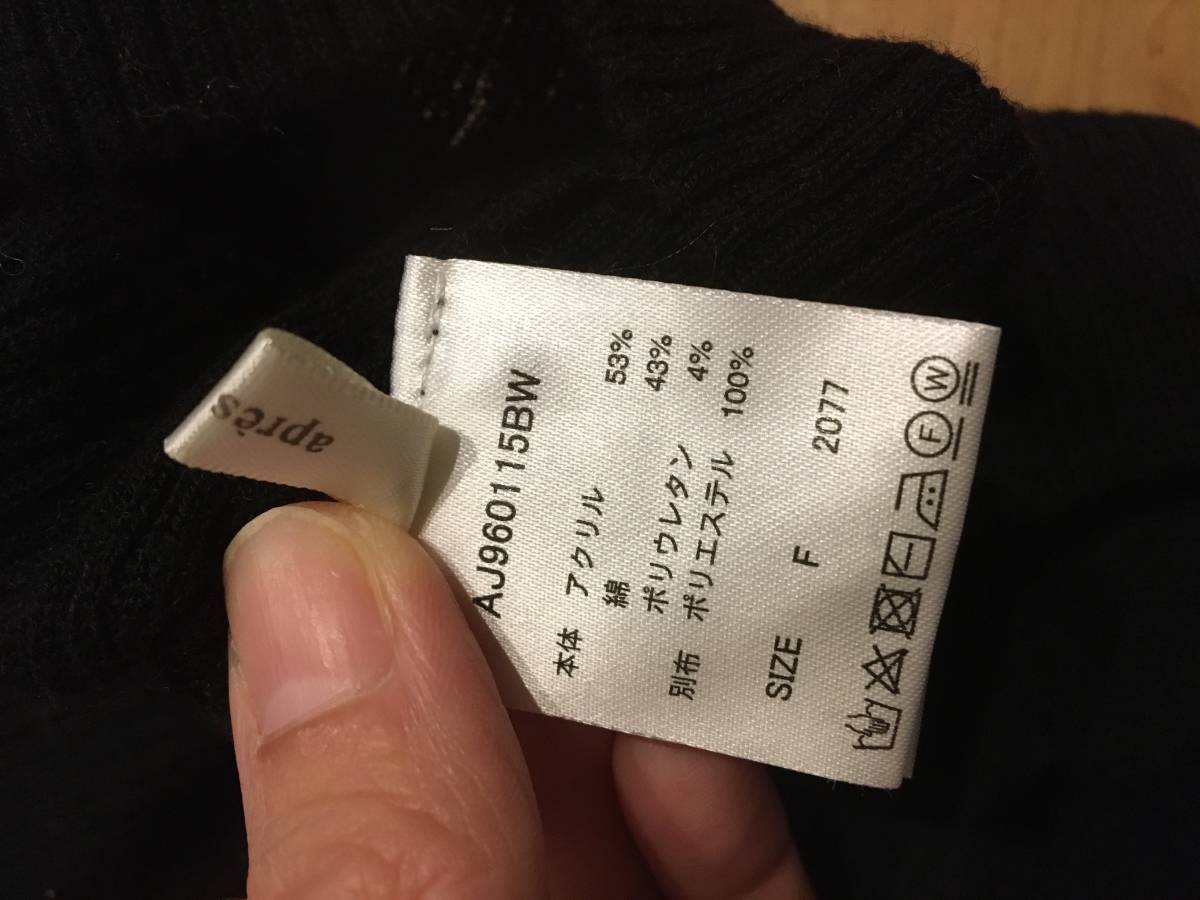 après
AJ960115BW
本体 アクリル 53%
綿 43%
ポリウレタン 4%
別布 ポリエステル 100%
SIZE F 2077
F W